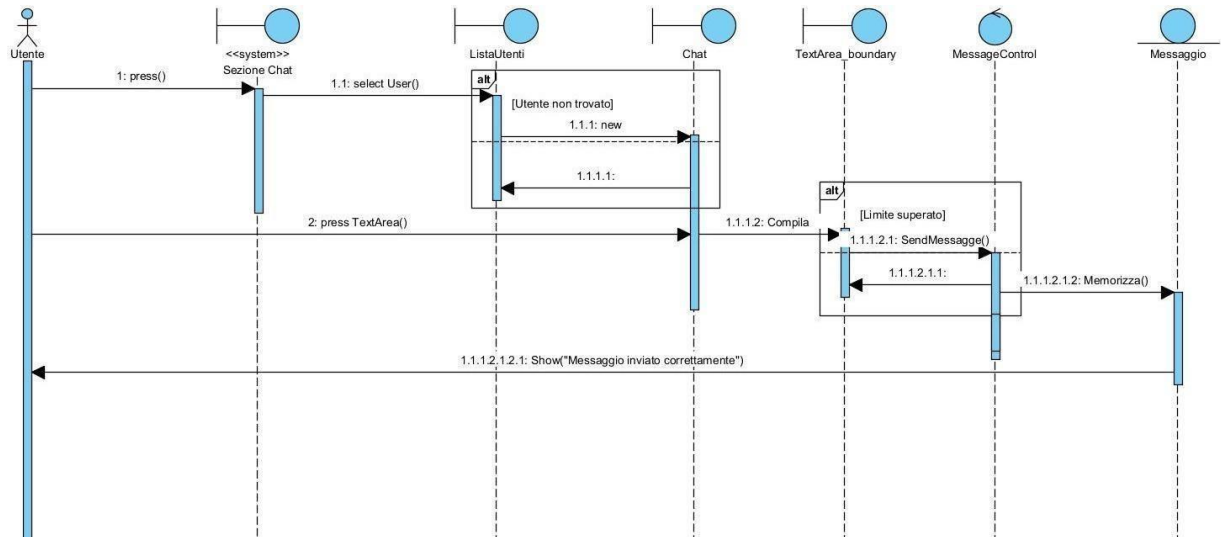 Utente
<<system>>
Sezione Chat
ListaUtenti
Chat
TextArea_boundary
MessageControl
Messaggio
1: press()
1.1: select User()
alt
[Utente non trovato]
1.1.1: new
1.1.1.1:
2: press TextArea()
1.1.1.2: Compila
alt
[Limite superato]
1.1.1.2.1: SendMessagge()
1.1.1.2.1.1:
1.1.1.2.1.2: Memorizza()
1.1.1.2.1.2.1: Show("Messaggio inviato correttamente")